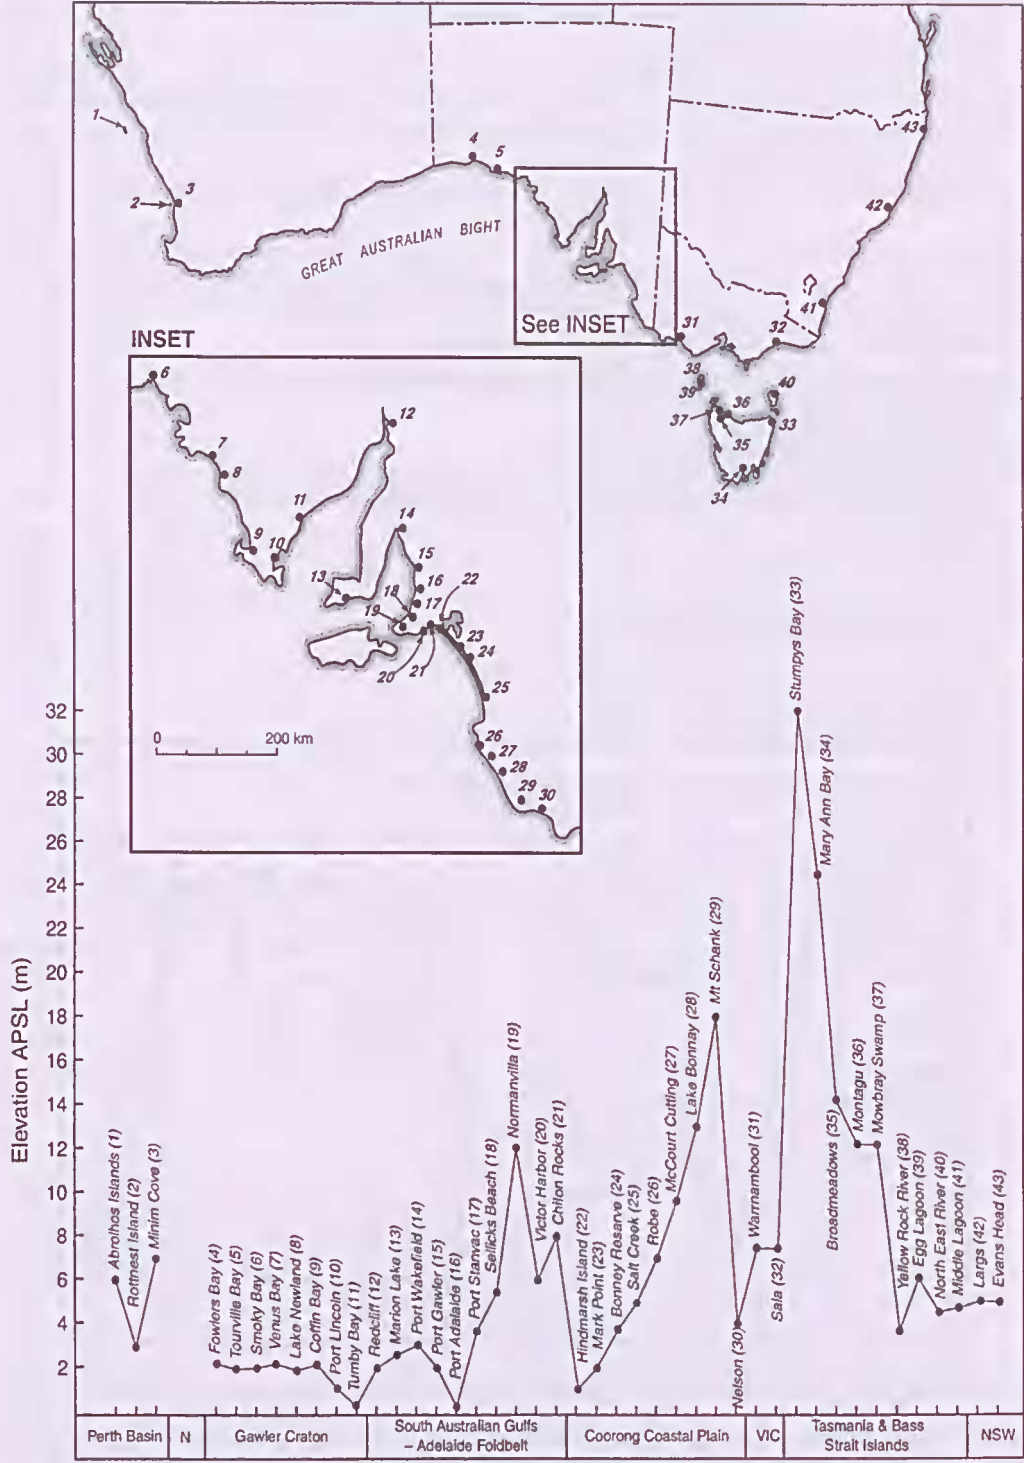 1
2
3
4
5
GREAT AUSTRALIAN BIGHT
See INSET
31
32
38
39
40
37
36
33
35
34
41
42
43
INSET
6
7
8
9
10
11
12
13
14
15
16
17
18
19
20
21
22
23
24
25
26
27
28
29
30
0 200 km
Elevation APSL (m)
32
30
28
26
24
22
20
18
16
14
12
10
8
6
4
2
Abrolhos Islands (1)
Rottnest Island (2)
Minim Cove (3)
Fowlers Bay (4)
Tourville Bay (5)
Smoky Bay (6)
Venus Bay (7)
Lake Newland (8)
Coffin Bay (9)
Port Lincoln (10)
Tumby Bay (11)
Redcliff (12)
Marion Lake (13)
Port Wakefield (14)
Port Gawler (15)
Port Adalaide (16)
Port Stanvac (17)
Sellicks Beach (18)
Normanvilla (19)
Victor Harbor (20)
Chilon Rocks (21)
Hindmarsh Island (22)
Mark Point (23)
Bonney Resarve (24)
Salt Creek (25)
Robe (26)
McCourt Cutting (27)
Lake Bonnay (28)
Mt Schank (29)
Nelson (30)
Warrnambool (31)
Sala (32)
Stumpys Bay (33)
Mary Ann Bay (34)
Broadmeadows (35)
Montagu (36)
Mowbray Swamp (37)
Yellow Rock River (38)
Egg Lagoon (39)
North East River (40)
Middle Lagoon (41)
Largs (42)
Evans Head (43)
Perth Basin
N
Gawler Craton
South Australian Gulfs
– Adelaide Foldbelt
Coorong Coastal Plain
VIC
Tasmania & Bass
Strait Islands
NSW